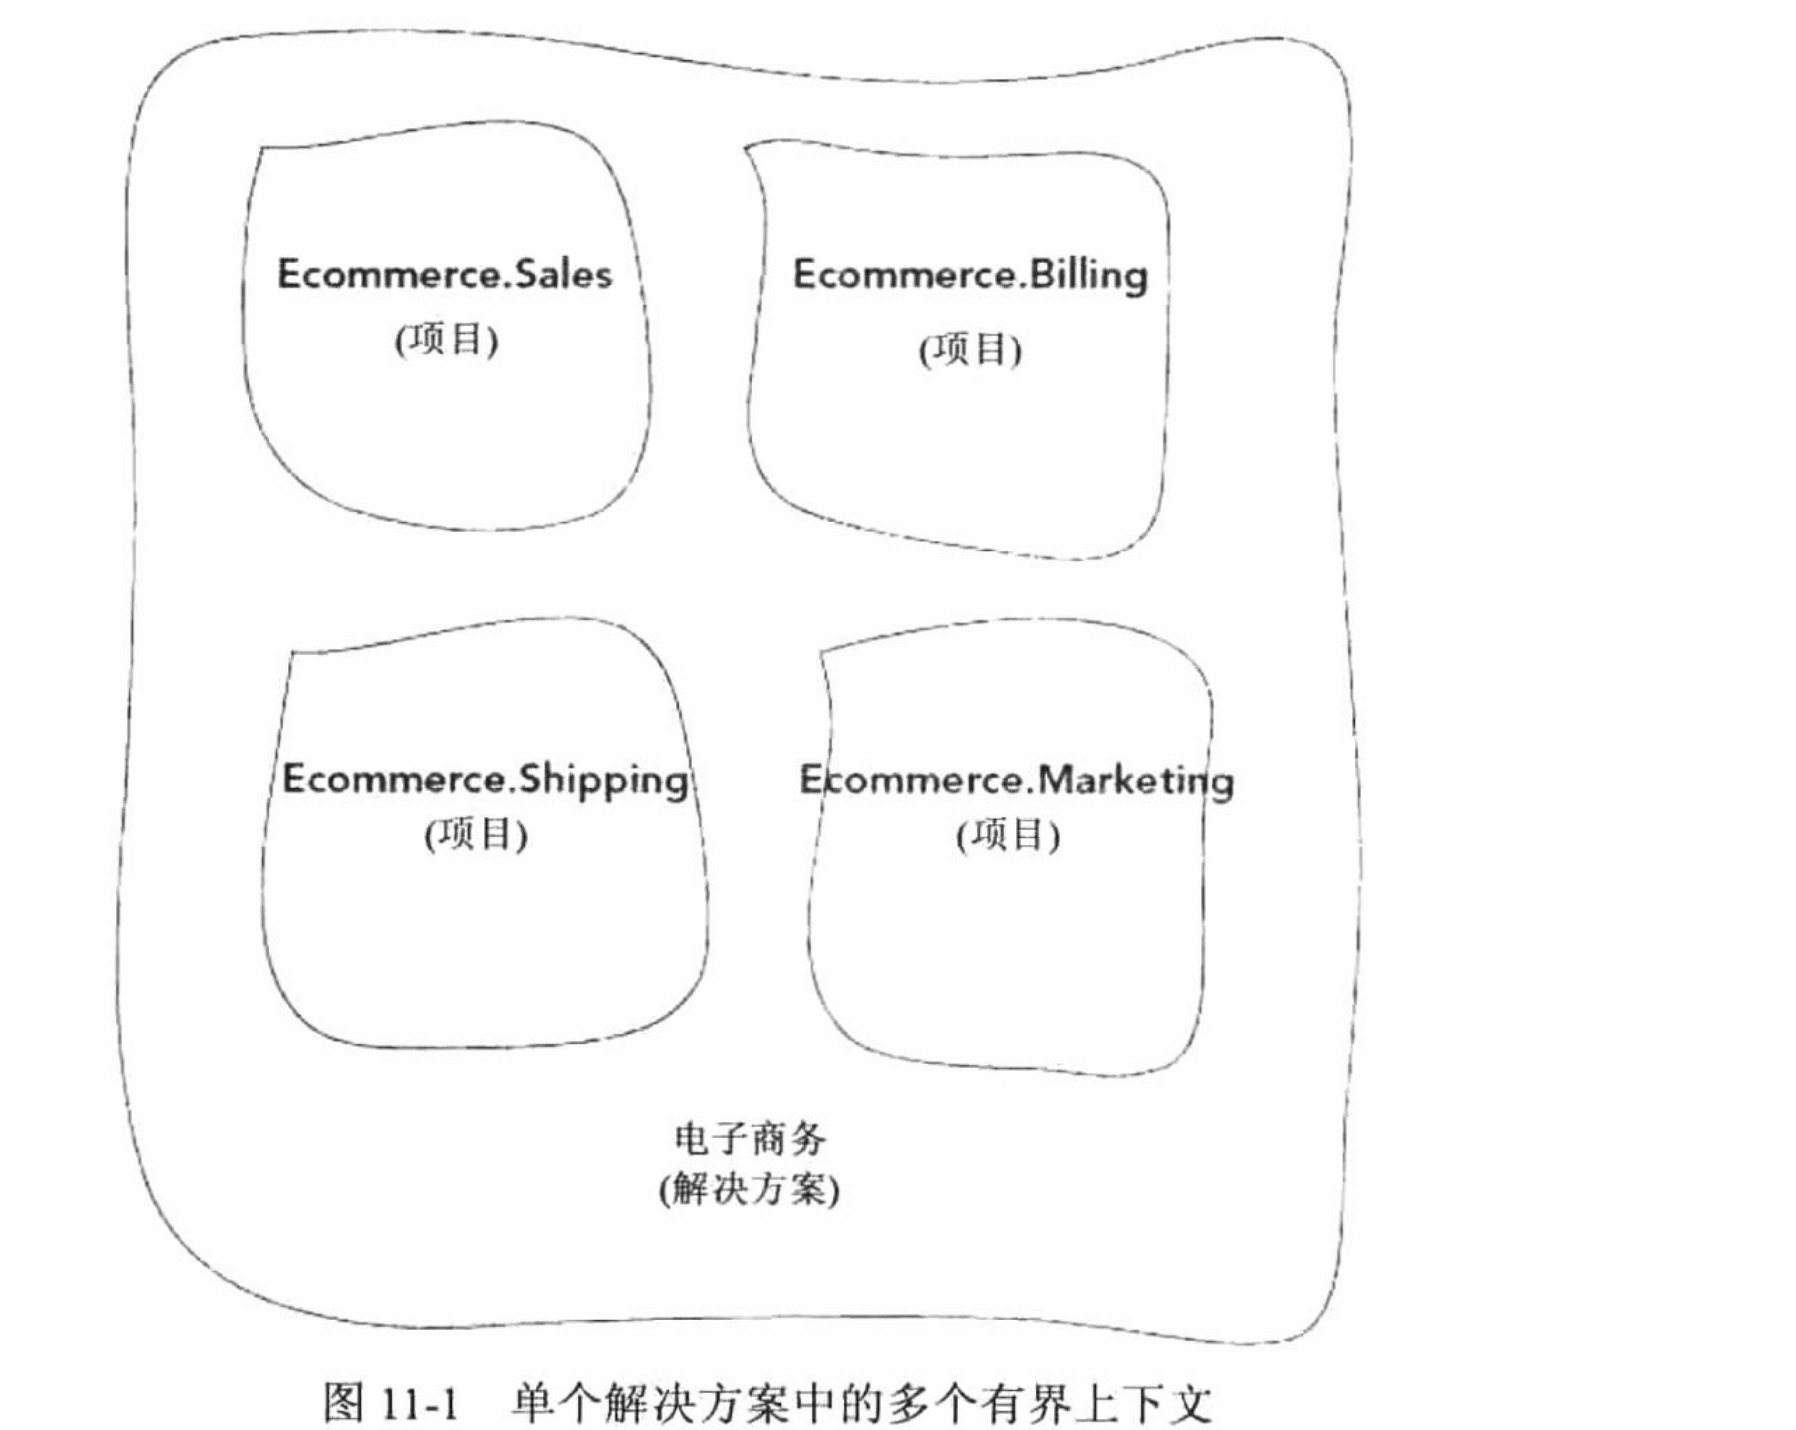 Ecommerce.Sales
(项目)
Ecommerce.Billing
(项目)
Ecommerce.Shipping
(项目)
Ecommerce.Marketing
(项目)
电子商务
(解决方案)
图 11-1 单个解决方案中的多个有界上下文